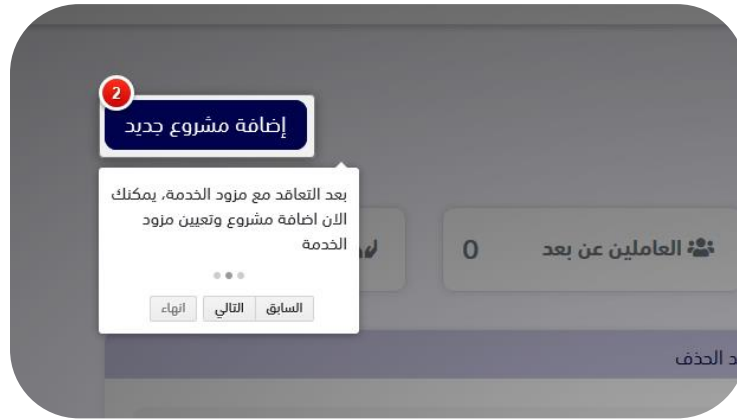 2
إضافة مشروع جديد
بعد التعاقد مع مزود الخدمة، يمكنك
الان اضافة مشروع وتعيين مزود
الخدمة
السابق التالي انهاء
العاملين عن بعد 0
د الحذف